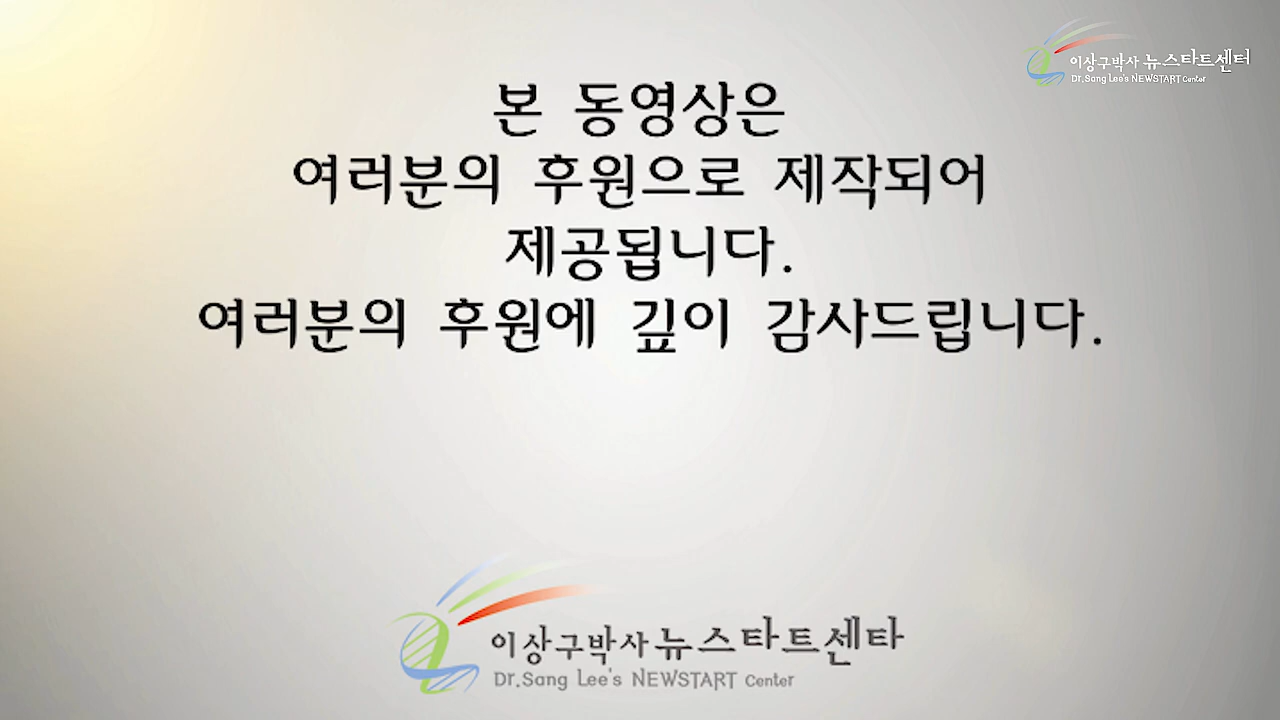 이상구박사 뉴스타트센터
Dr.Sang Lee's NEWSTART Center
본 동영상은
여러분의 후원으로 제작되어
제공됩니다.
여러분의 후원에 깊이 감사드립니다.
이상구박사 뉴스타트센타
Dr.Sang Lee's NEWSTART Center